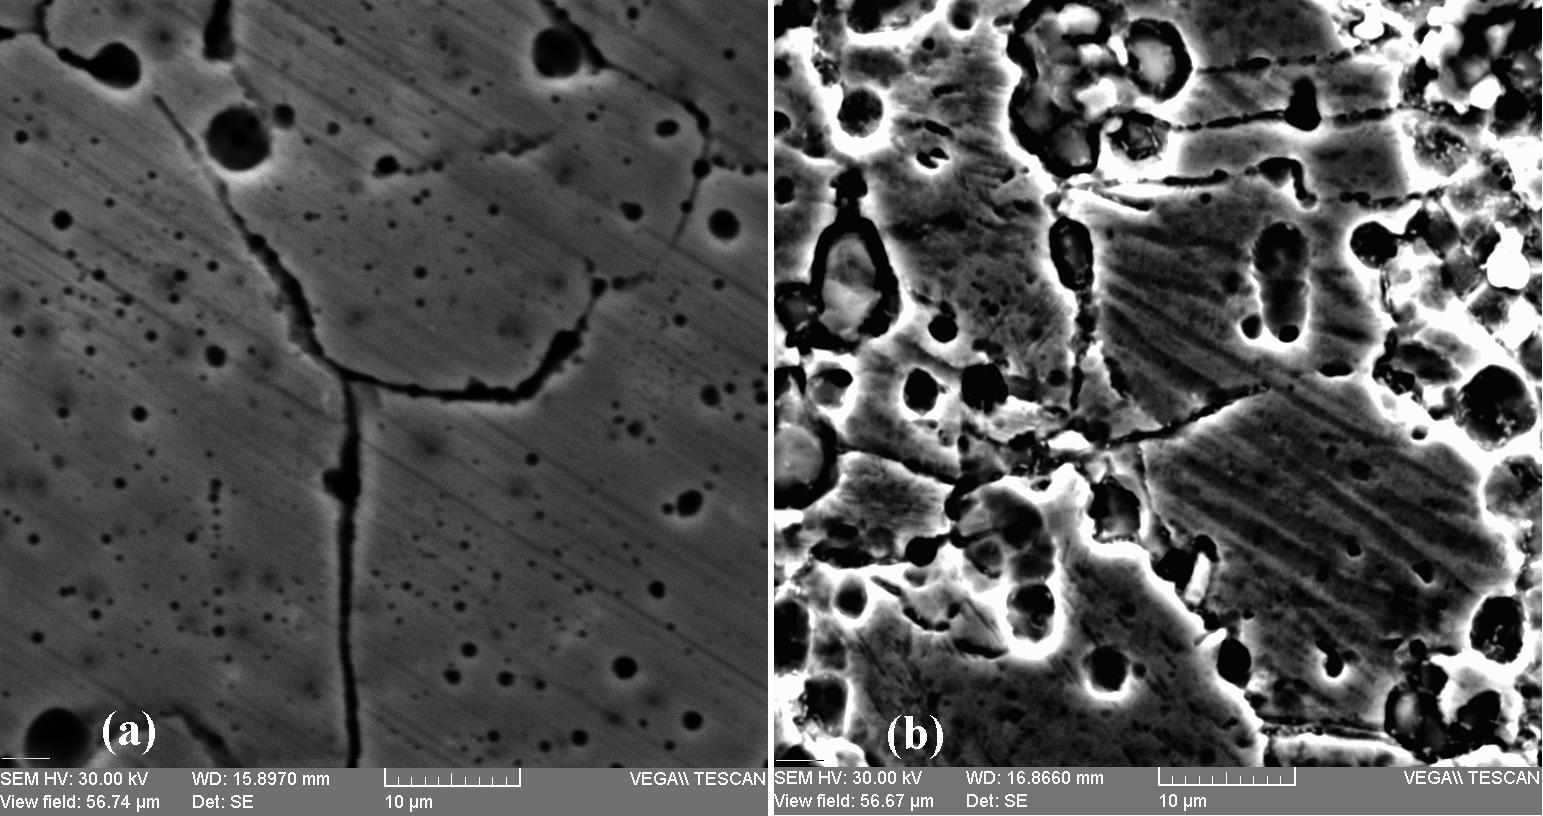 (a)
SEM HV: 30.00 kV WD: 15.8970 mm VEGA\\ TESCAN
View field: 56.74 µm Det: SE 10 µm
(b)
SEM HV: 30.00 kV WD: 16.8660 mm VEGA\\ TESCAN
View field: 56.67 µm Det: SE 10 µm